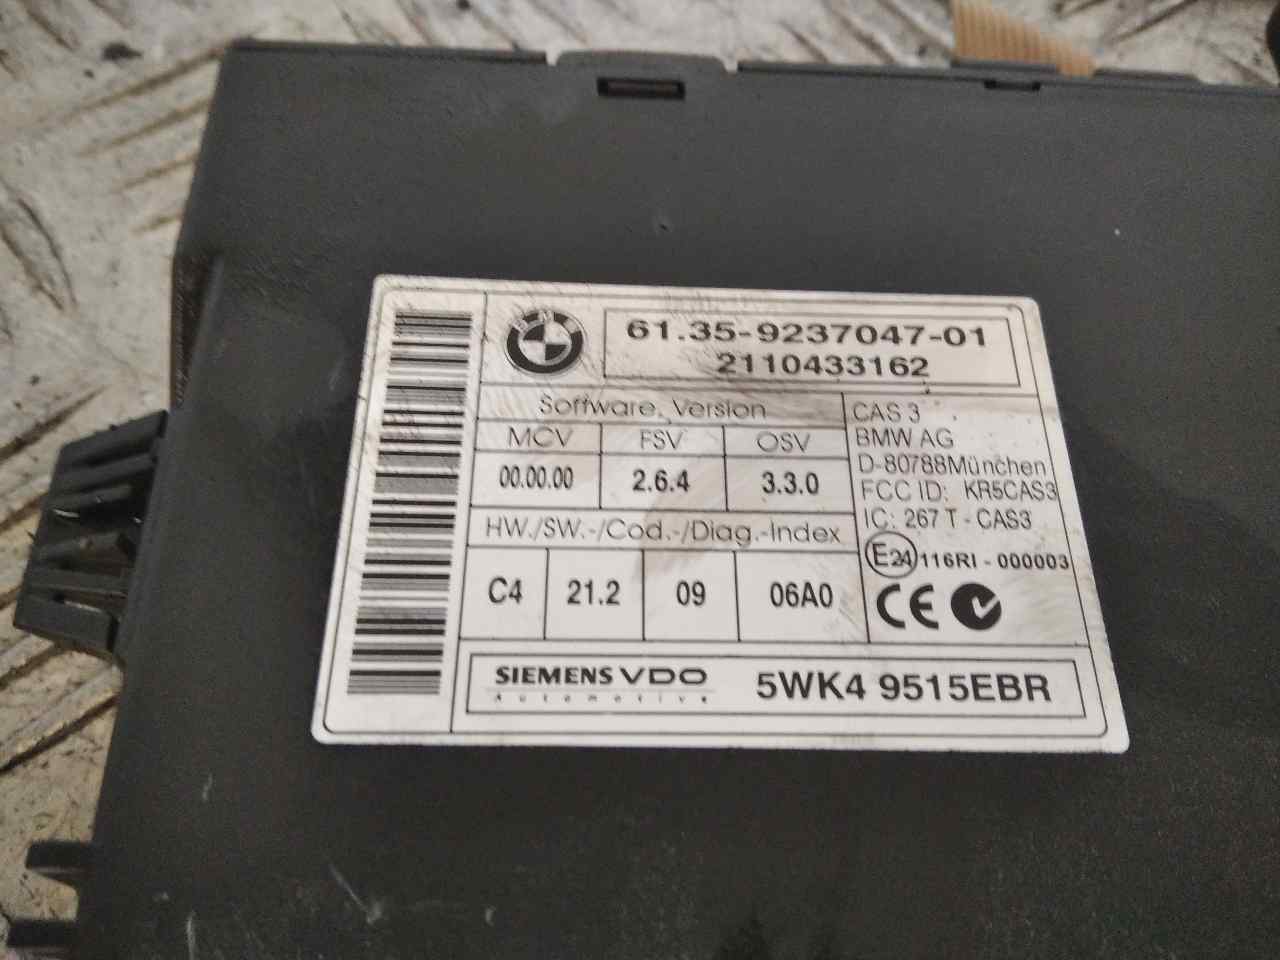 BMW
61.35-9237047-01
2110433162
Software. Version
MCV FSV OSV
00.00.00 2.6.4 3.3.0
HW./SW.-/Cod.-/Diag.-Index
C4 21.2 09 06A0
CAS 3
BMW AG
D-80788München
FCC ID: KR5CAS3
IC: 267 T - CAS3
E24 116RI - 000003
CE
SIEMENS VDO
Automotive
5WK4 9515EBR